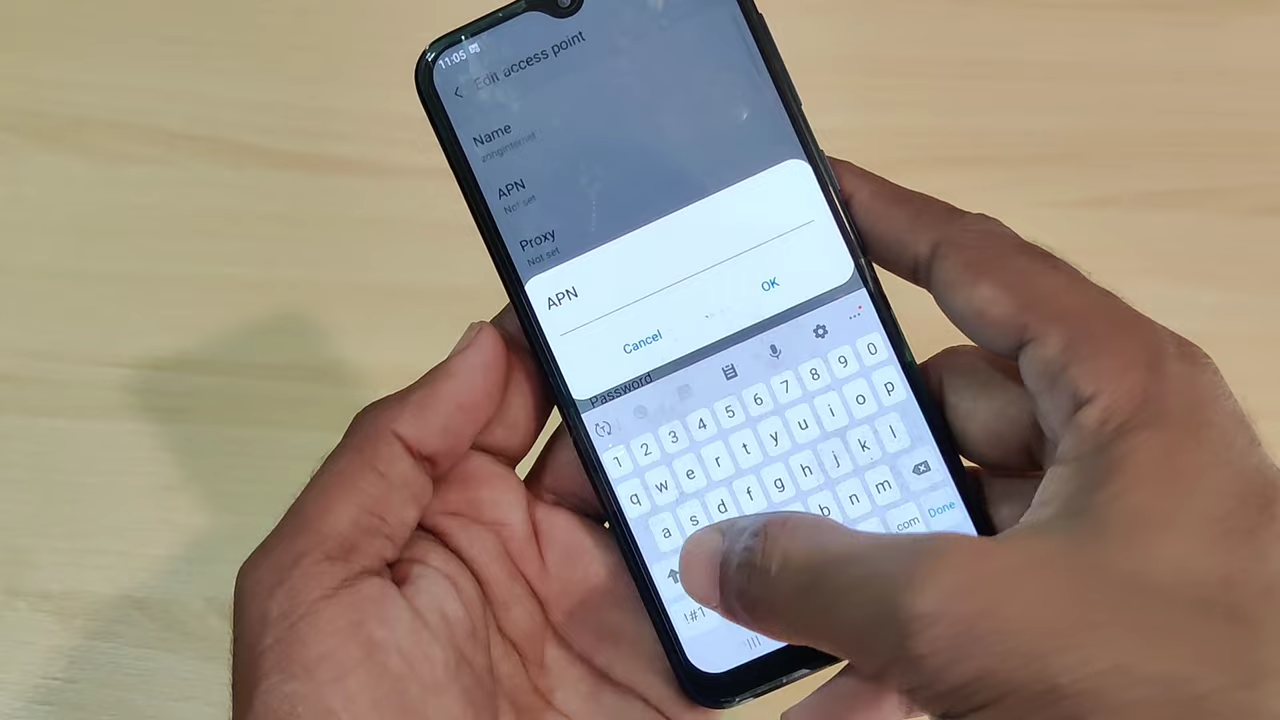 11:05
Edit access point
Name
zonginternet
APN
Not set
Proxy
Not set
APN
Cancel
OK
Password
1 2 3 4 5 6 7 8 9 0
q w e r t y u i o p
a s d f g h j k l
b n m
!#1
.com
Done